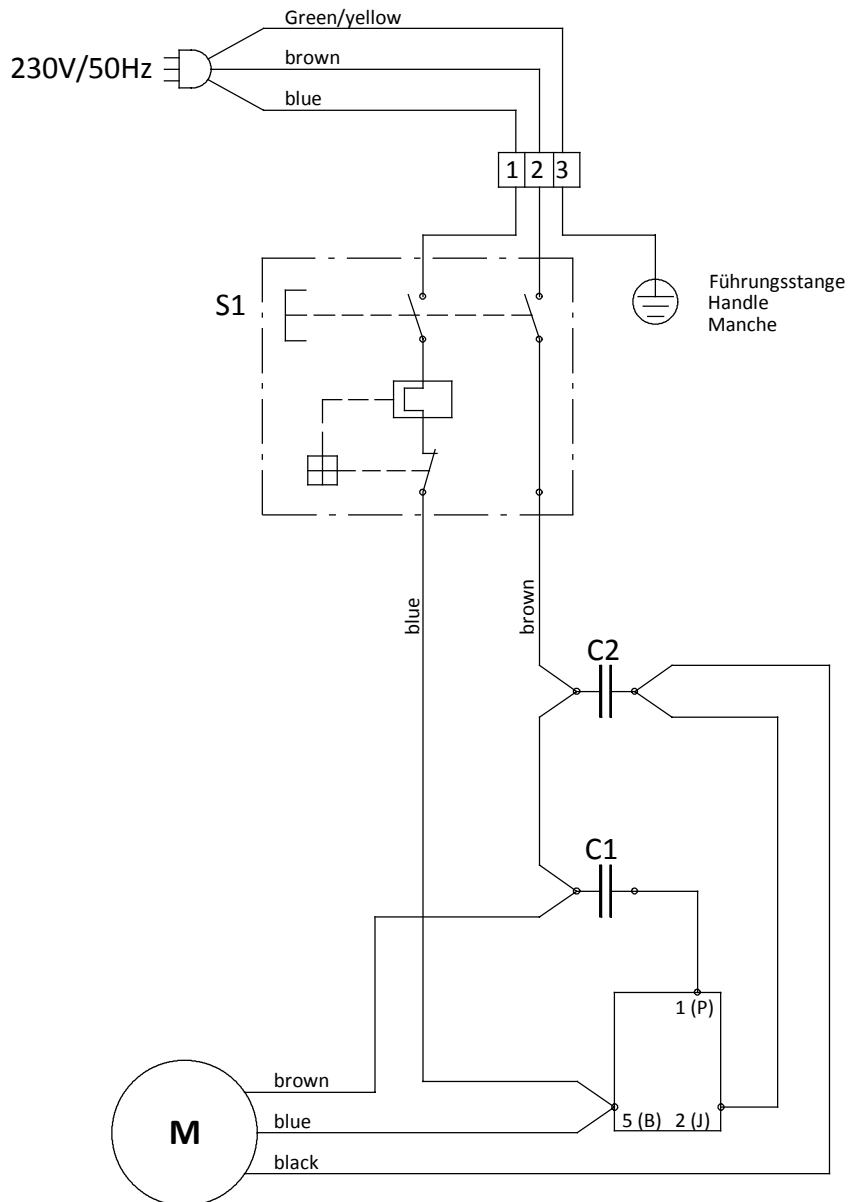 Green/yellow
230V/50Hz
brown
blue
1 2 3
S1
Führungsstange
Handle
Manche
blue
brown
C2
C1
1 (P)
5 (B) 2 (J)
brown
M
blue
black